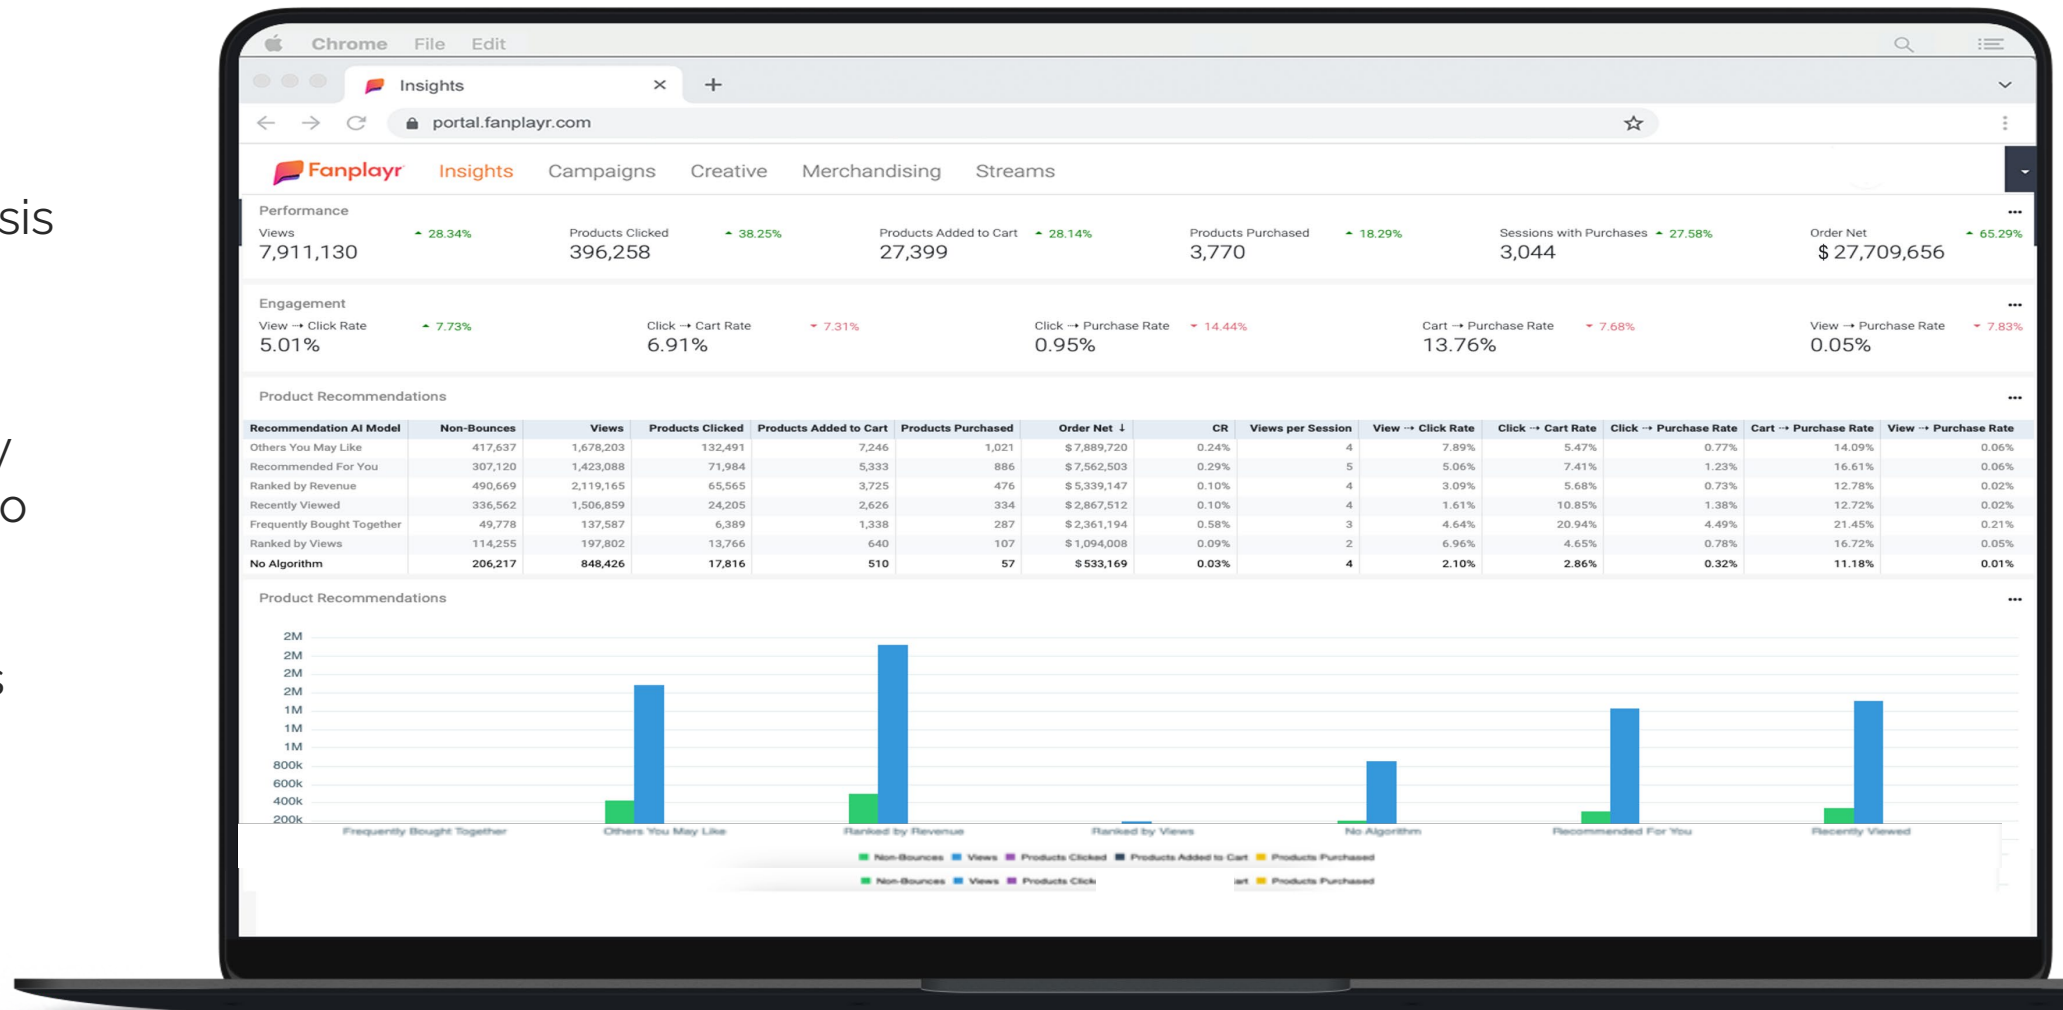 sis
y
o
s
Chrome File Edit
Insights
portal.fanplayr.com
Fanplayr Insights Campaigns Creative Merchandising Streams
Performance
Views 28.34% Products Clicked 38.25% Products Added to Cart 28.14% Products Purchased 18.29% Sessions with Purchases 27.58% Order Net 65.29%
7,911,130 396,258 27,399 3,770 3,044 $ 27,709,656
Engagement
View → Click Rate 7.73% Click → Cart Rate 7.31% Click → Purchase Rate 14.44% Cart → Purchase Rate 7.68% View → Purchase Rate 7.83%
5.01% 6.91% 0.95% 13.76% 0.05%
Product Recommendations
Recommendation AI Model Non-Bounces Views Products Clicked Products Added to Cart Products Purchased Order Net ↓ CR Views per Session View → Click Rate Click → Cart Rate Click → Purchase Rate Cart → Purchase Rate View → Purchase Rate
Others You May Like 417,637 1,678,203 132,491 7,246 1,021 $ 7,889,720 0.24% 4 7.89% 5.47% 0.77% 14.09% 0.06%
Recommended For You 307,120 1,423,088 71,984 5,333 886 $ 7,562,503 0.29% 5 5.06% 7.41% 1.23% 16.61% 0.06%
Ranked by Revenue 490,669 2,119,165 65,565 3,725 476 $ 5,339,147 0.10% 4 3.09% 5.68% 0.73% 12.78% 0.02%
Recently Viewed 336,562 1,506,859 24,205 2,626 334 $ 2,867,512 0.10% 4 1.61% 10.85% 1.38% 12.72% 0.02%
Frequently Bought Together 49,778 137,587 6,389 1,338 287 $ 2,361,194 0.58% 3 4.64% 20.94% 4.49% 21.45% 0.21%
Ranked by Views 114,255 197,802 13,766 640 107 $ 1,094,008 0.09% 2 6.96% 4.65% 0.78% 16.72% 0.05%
No Algorithm 206,217 848,426 17,816 510 57 $ 533,169 0.03% 4 2.10% 2.86% 0.32% 11.18% 0.01%
Product Recommendations
2M
2M
2M
2M
1M
1M
1M
800k
600k
400k
200k
Frequently Bought Together Others You May Like Ranked by Revenue Ranked by Views No Algorithm Recommended For You Recently Viewed
Non-Bounces Views Products Clicked Products Added to Cart Products Purchased
Non-Bounces Views Products Click art Products Purchased